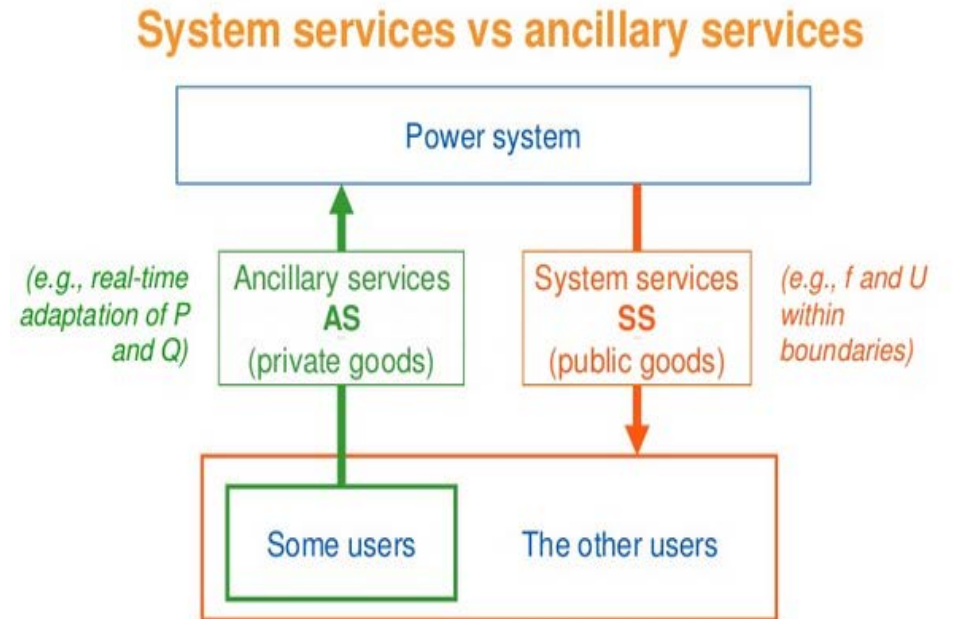 System services vs ancillary services
Power system
(e.g., real-time
adaptation of P
and Q)
Ancillary services
AS
(private goods)
System services
SS
(public goods)
(e.g., f and U
within
boundaries)
Some users
The other users